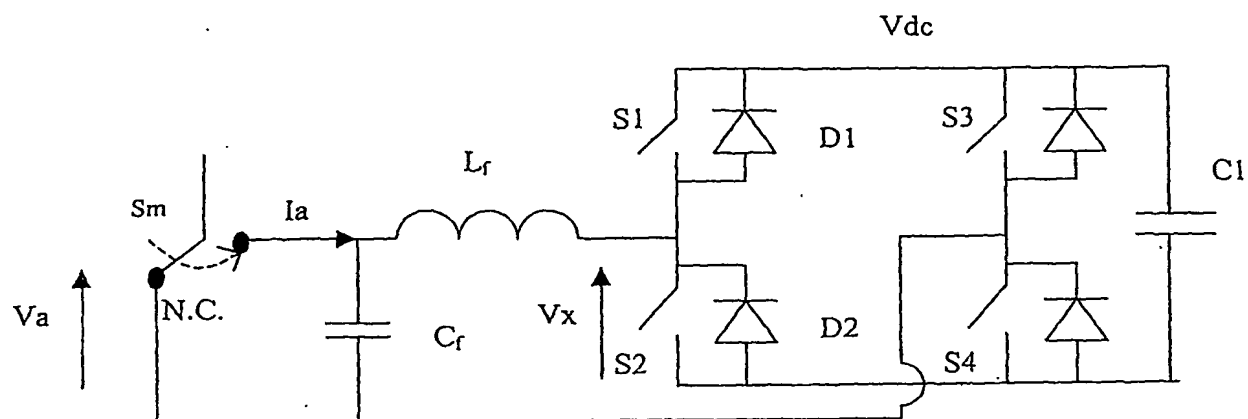 Vdc
S1
D1
S3
C1
Lf
Sm
Ia
Va
N.C.
Cf
Vx
S2
D2
S4